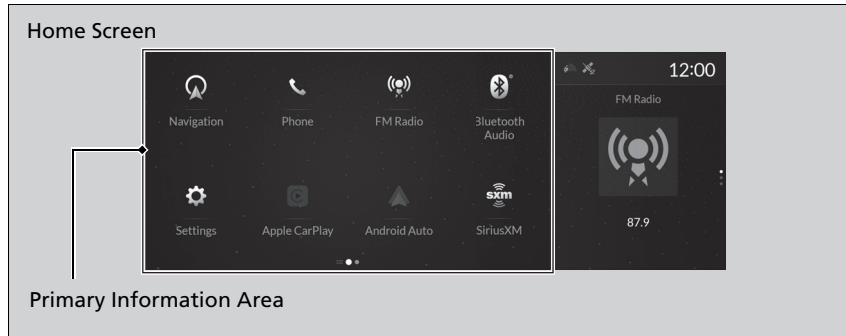 Home Screen
12:00
FM Radio
Navigation
Phone
FM Radio
Bluetooth
Audio
87.9
Settings
Apple CarPlay
Android Auto
sxm
SiriusXM
Primary Information Area